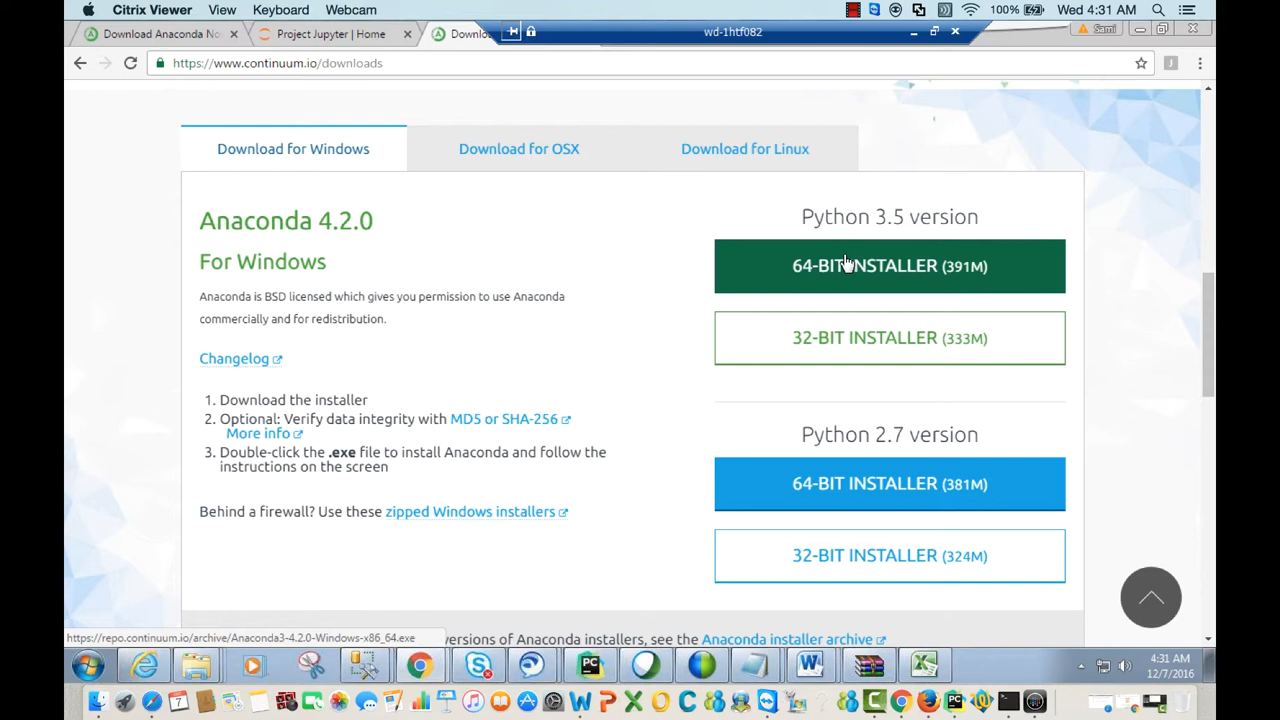 Citrix Viewer View Keyboard Webcam
100% Wed 4:31 AM
Download Anaconda No
Project Jupyter | Home
Downlo
wd-1htf082
Sami
https://www.continuum.io/downloads
J
Download for Windows
Download for OSX
Download for Linux
Anaconda 4.2.0
For Windows
Anaconda is BSD licensed which gives you permission to use Anaconda
commercially and for redistribution.
Changelog
1. Download the installer
2. Optional: Verify data integrity with MD5 or SHA-256
More info
3. Double-click the .exe file to install Anaconda and follow the
instructions on the screen
Behind a firewall? Use these zipped Windows installers
Python 3.5 version
64-BIT INSTALLER (391M)
32-BIT INSTALLER (333M)
Python 2.7 version
64-BIT INSTALLER (381M)
32-BIT INSTALLER (324M)
https://repo.continuum.io/archive/Anaconda3-4.2.0-Windows-x86_64.exe
versions of Anaconda installers, see the Anaconda installer archive
4:31 AM
12/7/2016